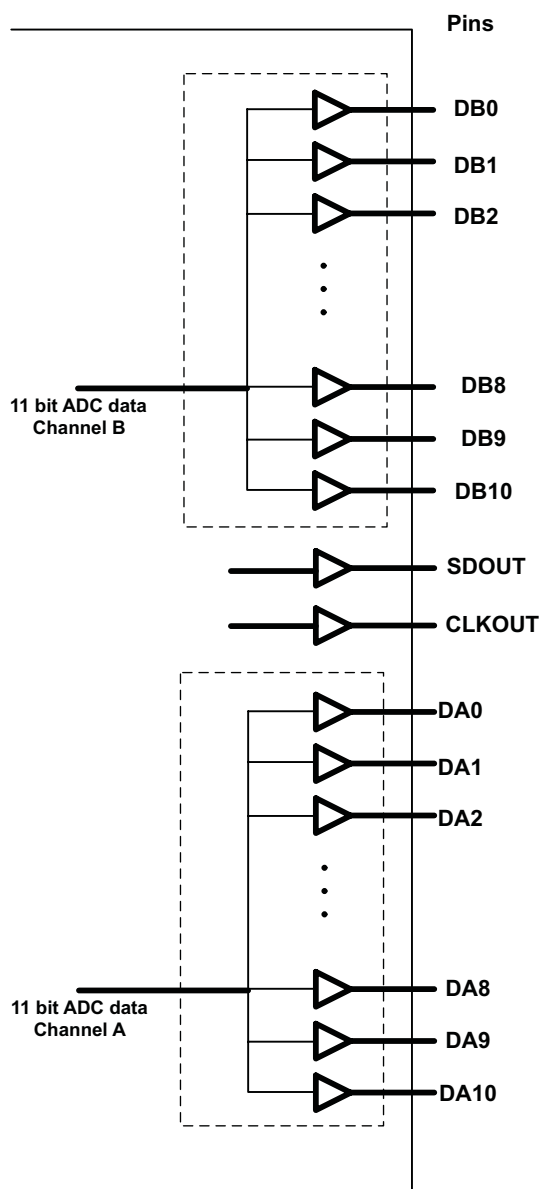 Pins
DB0
DB1
DB2
DB8
11 bit ADC data
Channel B
DB9
DB10
SDOUT
CLKOUT
DA0
DA1
DA2
DA8
11 bit ADC data
Channel A
DA9
DA10